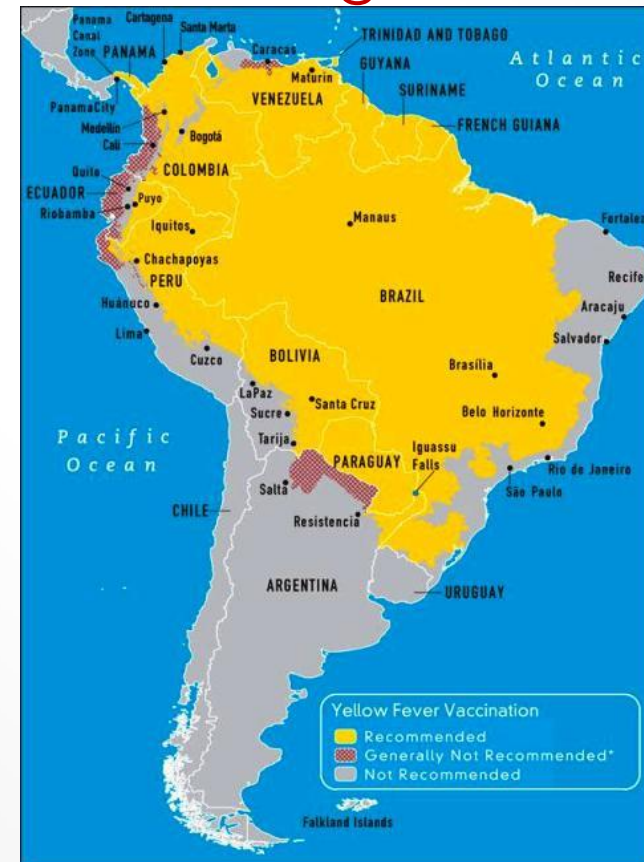 Panama
Canal
Zone
Cartagena
Santa Marta
PANAMA
Caracas
TRINIDAD AND TOBAGO
Atlantic
Ocean
Maturin
GUYANA
PanamaCity
VENEZUELA
SURINAME
Medellín
FRENCH GUIANA
Bogotá
Cali
COLOMBIA
Quito
ECUADOR
Puyo
Riobamba
Manaus
Fortalez
Iquitos
Chachapoyas
Recife
PERU
BRAZIL
Huánuco
Aracaju
Lima
Salvador
Cuzco
BOLIVIA
Brasília
LaPaz
Santa Cruz
Sucre
Belo Horizonte
Pacific
Ocean
Tarija
PARAGUAY
Iguassu
Falls
Rio de Janeiro
Salta
São Paulo
CHILE
Resistencia
ARGENTINA
URUGUAY
Yellow Fever Vaccination
Recommended
Generally Not Recommended*
Not Recommended
Falkland Islands